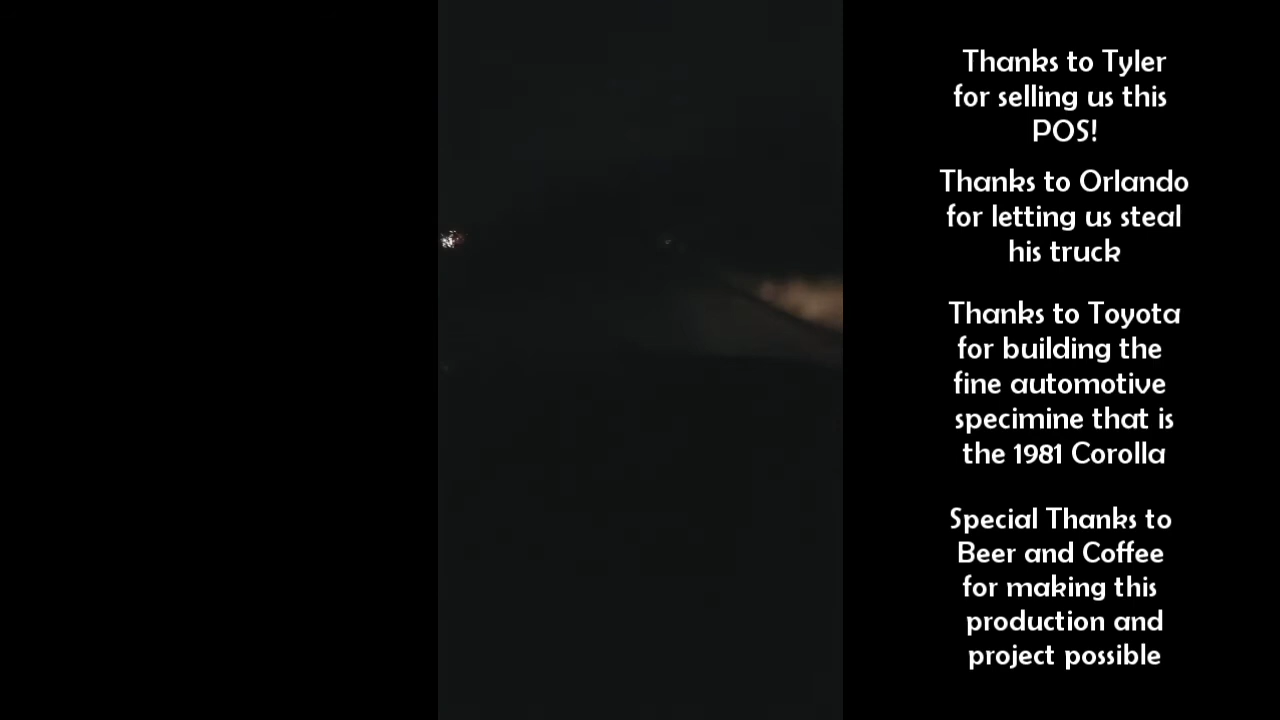 Thanks to Tyler
for selling us this
POS!
Thanks to Orlando
for letting us steal
his truck
Thanks to Toyota
for building the
fine automotive
specimine that is
the 1981 Corolla
Special Thanks to
Beer and Coffee
for making this
production and
project possible